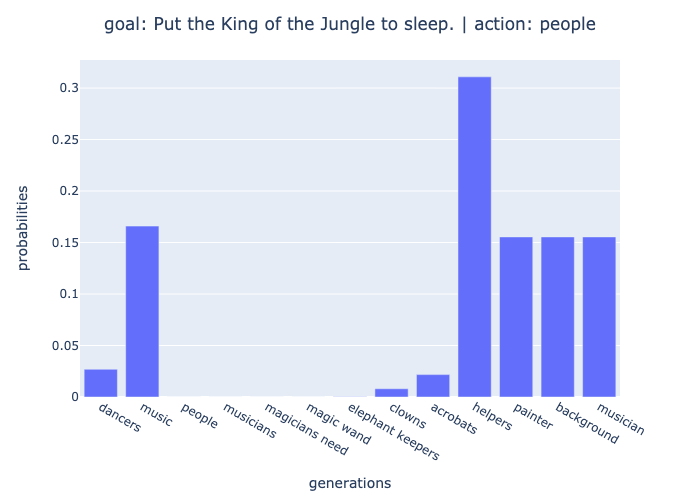 goal: Put the King of the Jungle to sleep. | action: people
probabilities
0.3
0.25
0.2
0.15
0.1
0.05
0
dancers
music
people
musicians
magicians need
magic wand
elephant keepers
clowns
acrobats
helpers
painter
background
musician
generations